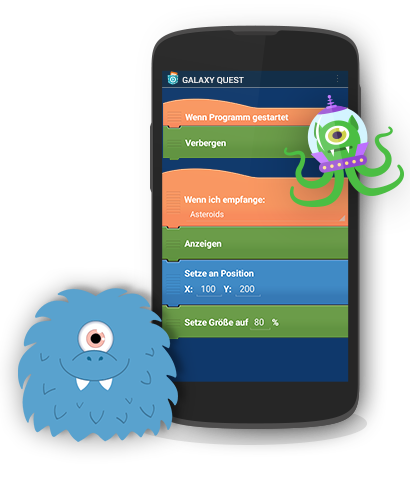 GALAXY QUEST
Wenn Programm gestartet
Verbergen
Wenn ich empfange:
Asteroids
Anzeigen
Setze an Position
X: 100 Y: 200
Setze Größe auf 80 %